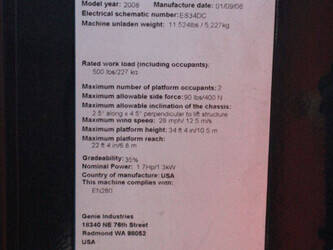 Model year: 2008 Manufacture date: 01/09/08
Electrical schematic number: ES34DC
Machine unladen weight: 11,524lbs / 5,227kg
Rated work load (including occupants):
500 lbs/227 kg
Maximum number of platform occupants: 2
Maximum allowable side force: 90 lbs/400 N
Maximum allowable inclination of the chassis:
2.5° along x 4.5° perpendicular to lift structure
Maximum wind speed: 28 mph/ 12.5 m/s
Maximum platform height: 34 ft 4 in/10.5 m
Maximum platform reach:
22 ft 4 in/6.8 m
Gradeability: 35%
Nominal Power: 1.7Hp/1.3kW
Country of manufacture: USA
This machine complies with:
EN280
Genie Industries
18340 NE 76th Street
Redmond WA 98052
USA